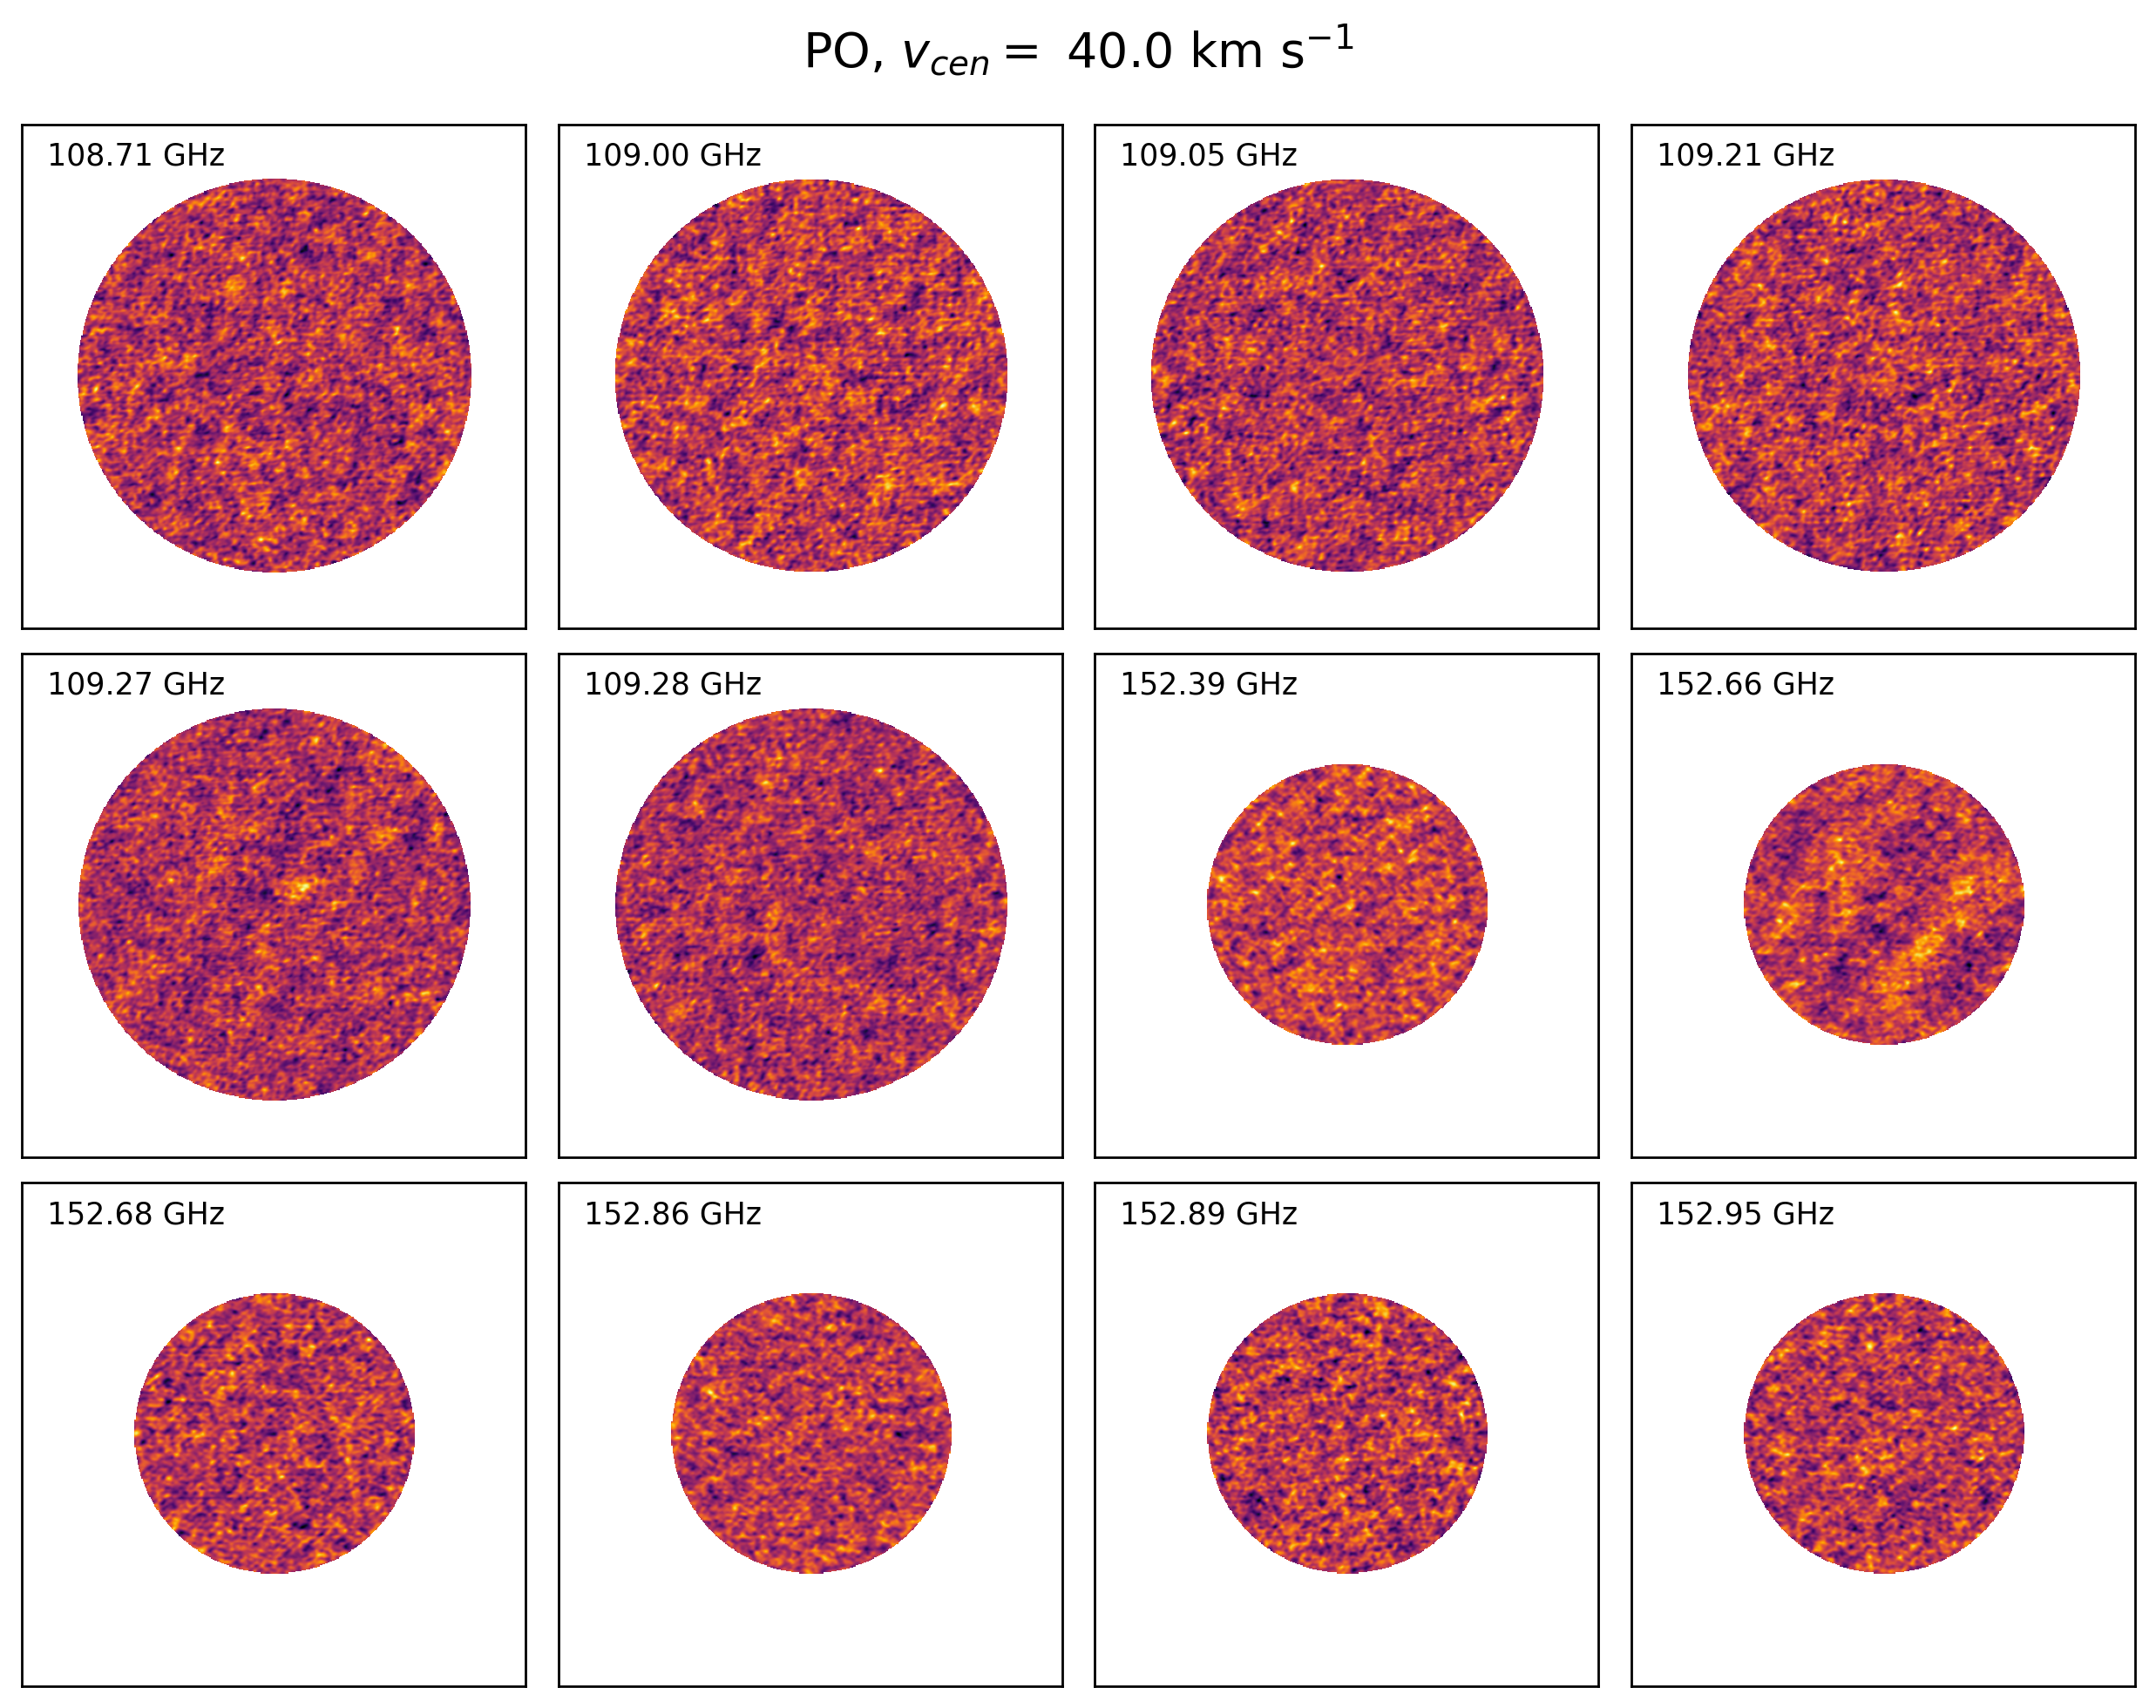 PO, v_cen = 40.0 km s⁻¹
108.71 GHz
109.00 GHz
109.05 GHz
109.21 GHz
109.27 GHz
109.28 GHz
152.39 GHz
152.66 GHz
152.68 GHz
152.86 GHz
152.89 GHz
152.95 GHz